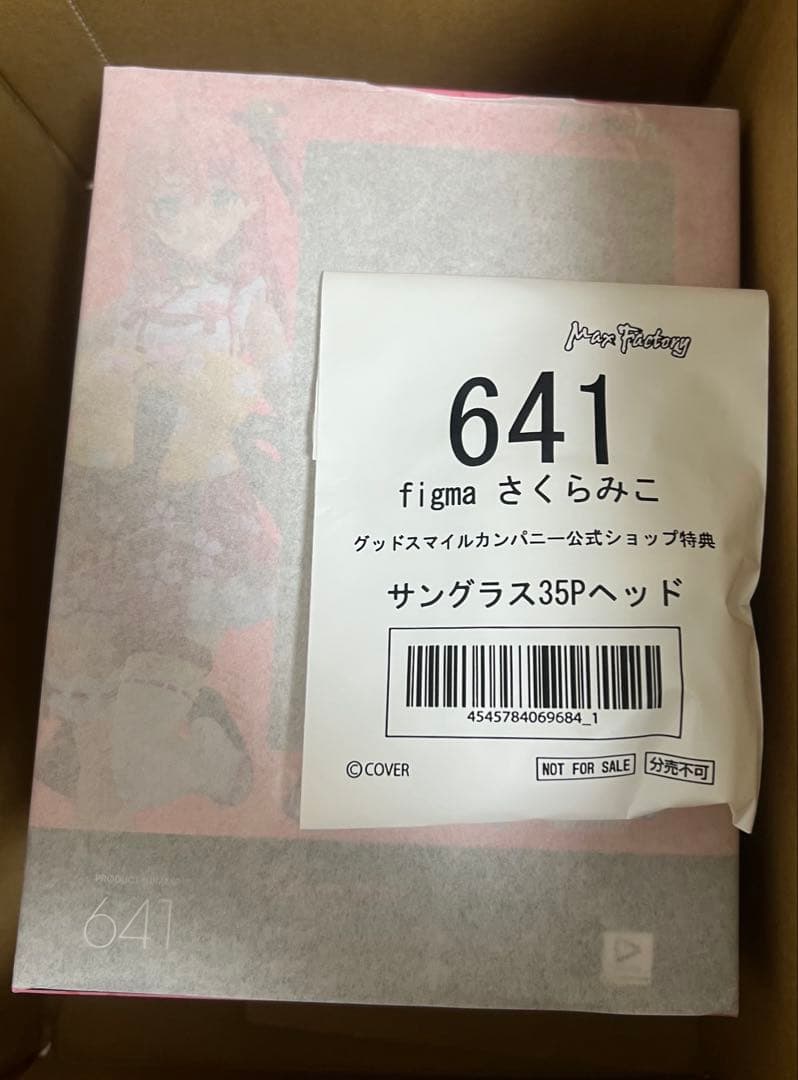 Max Factory
641
figma さくらみこ
グッドスマイルカンパニー公式ショップ特典
サングラス35Pヘッド
4545784069684_1
©COVER
NOT FOR SALE
分売不可
641